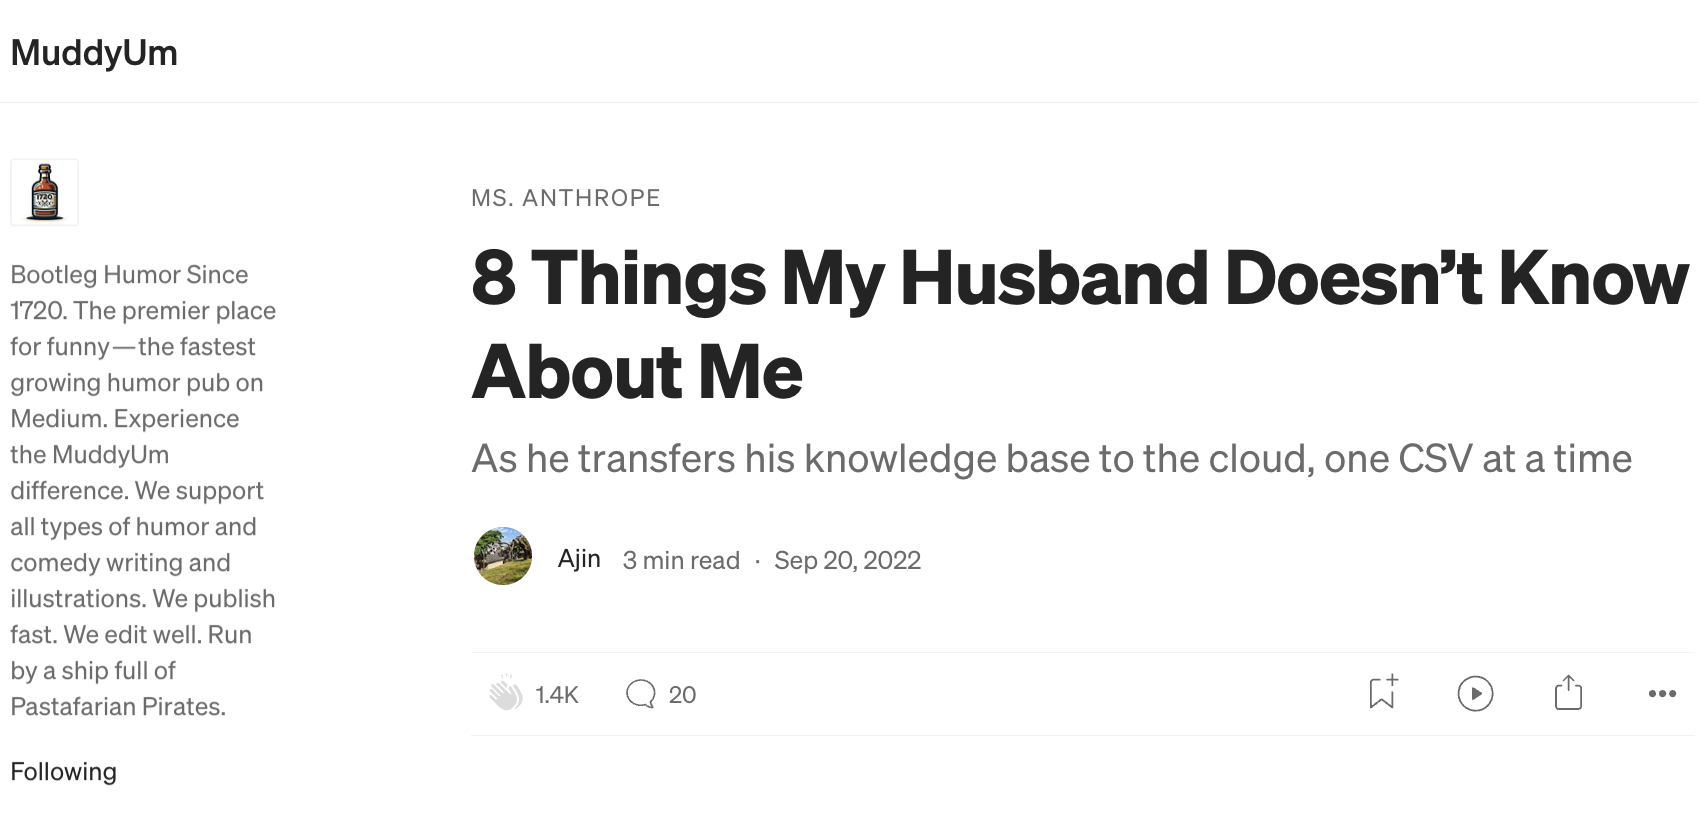 MuddyUm
1720
Bootleg Humor Since
1720. The premier place
for funny — the fastest
growing humor pub on
Medium. Experience
the MuddyUm
difference. We support
all types of humor and
comedy writing and
illustrations. We publish
fast. We edit well. Run
by a ship full of
Pastafarian Pirates.
Following
MS. ANTHROPE
8 Things My Husband Doesn’t Know
About Me
As he transfers his knowledge base to the cloud, one CSV at a time
Ajin 3 min read · Sep 20, 2022
1.4K 20